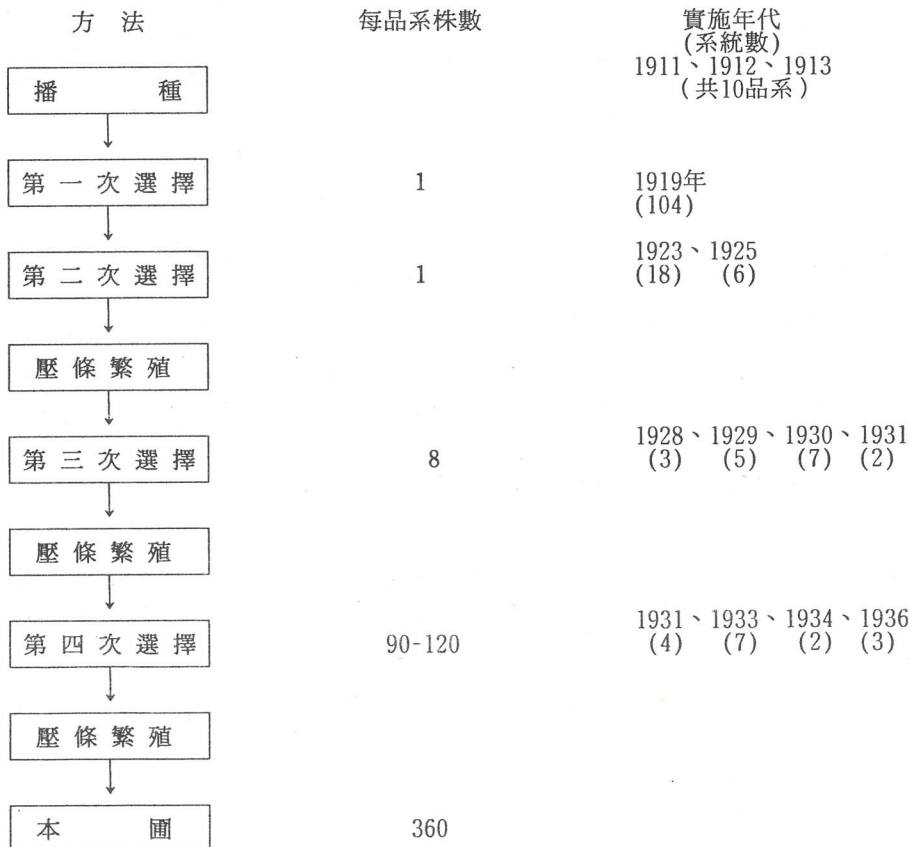 方 法 每品系株數 實施年代
(系統數)
1911、1912、1913
(共10品系)
播 種
第一次選擇 1 1919年
(104)
第二次選擇 1 1923、1925
(18) (6)
壓條繁殖
第三次選擇 8 1928、1929、1930、1931
(3) (5) (7) (2)
壓條繁殖
第四次選擇 90-120 1931、1933、1934、1936
(4) (7) (2) (3)
壓條繁殖
本 圃 360